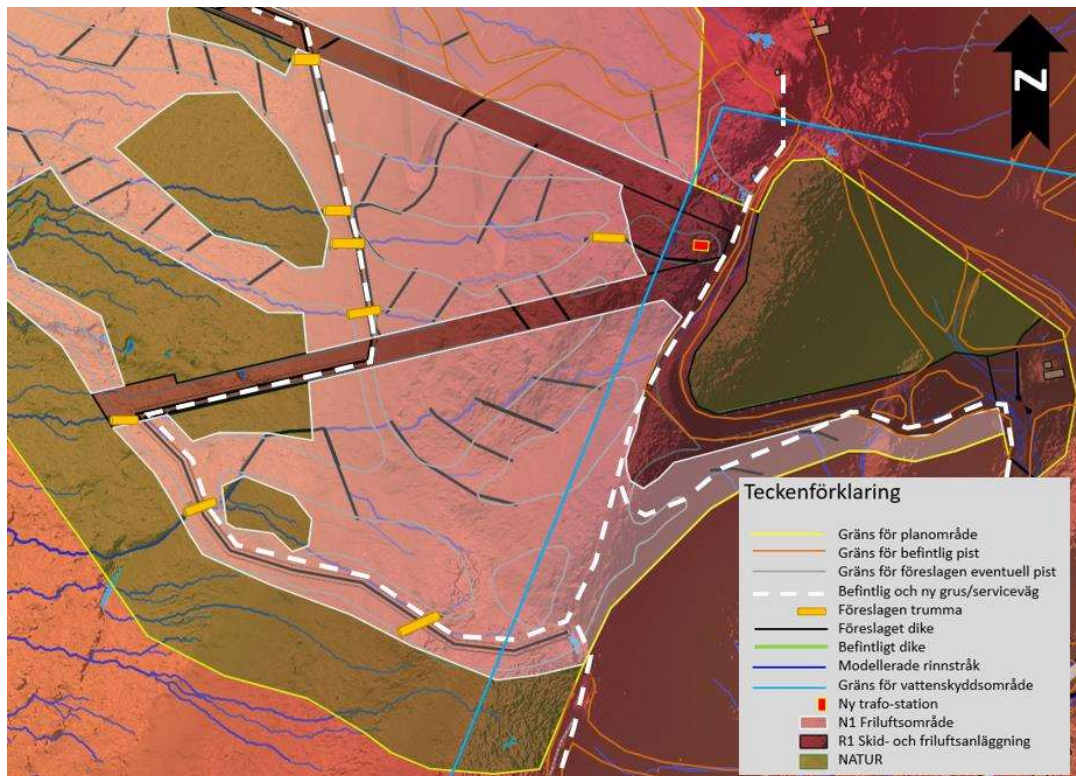 N
Teckenförklaring
Gräns för planområde
Gräns för befintlig pist
Gräns för föreslagen eventuell pist
Befintlig och ny grus/serviceväg
Föreslagen trumma
Föreslaget dike
Befintligt dike
Modellerade rinnstråk
Gräns för vattenskyddsområde
Ny trafo-station
N1 Friluftsområde
R1 Skid- och friluftsanläggning
NATUR